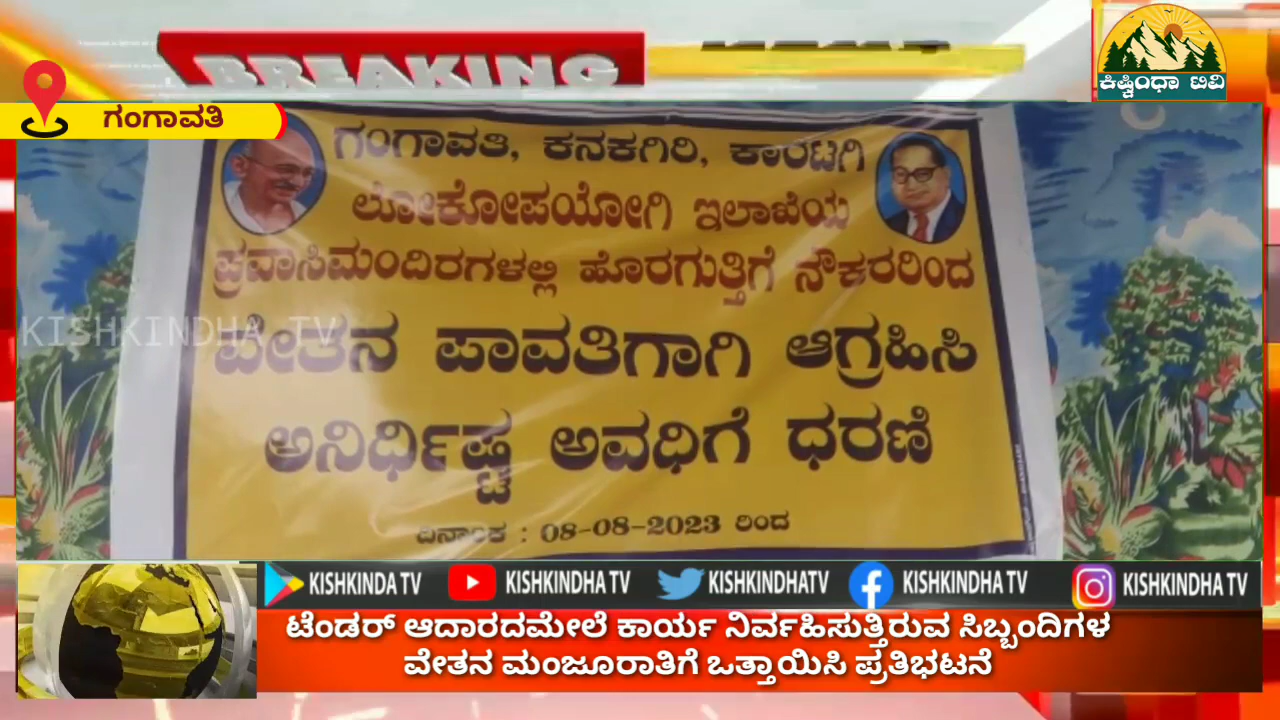 BREAKING
ಕಿಷ್ಕಿಂಧಾ ಟಿವಿ
ಗಂಗಾವತಿ
ಗಂಗಾವತಿ, ಕನಕಗಿರಿ, ಕಾರಟಗಿ
ಲೋಕೋಪಯೋಗಿ ಇಲಾಖೆಯ
ಪ್ರವಾಸಿಮಂದಿರಗಳಲ್ಲಿ ಹೊರಗುತ್ತಿಗೆ ನೌಕರರಿಂದ
KISHKINDHA TV
ವೇತನ ಪಾವತಿಗಾಗಿ ಆಗ್ರಹಿಸಿ
ಅನಿರ್ಧಿಷ್ಟ ಅವಧಿಗೆ ಧರಣಿ
ದಿನಾಂಕ : 08-08-2023 ರಿಂದ
KISHKINDA TV KISHKINDHA TV KISHKINDHATV KISHKINDHA TV KISHKINDHA TV
ಟೆಂಡರ್ ಆದಾರದಮೇಲೆ ಕಾರ್ಯ ನಿರ್ವಹಿಸುತ್ತಿರುವ ಸಿಬ್ಬಂದಿಗಳ
ವೇತನ ಮಂಜೂರಾತಿಗೆ ಒತ್ತಾಯಿಸಿ ಪ್ರತಿಭಟನೆ